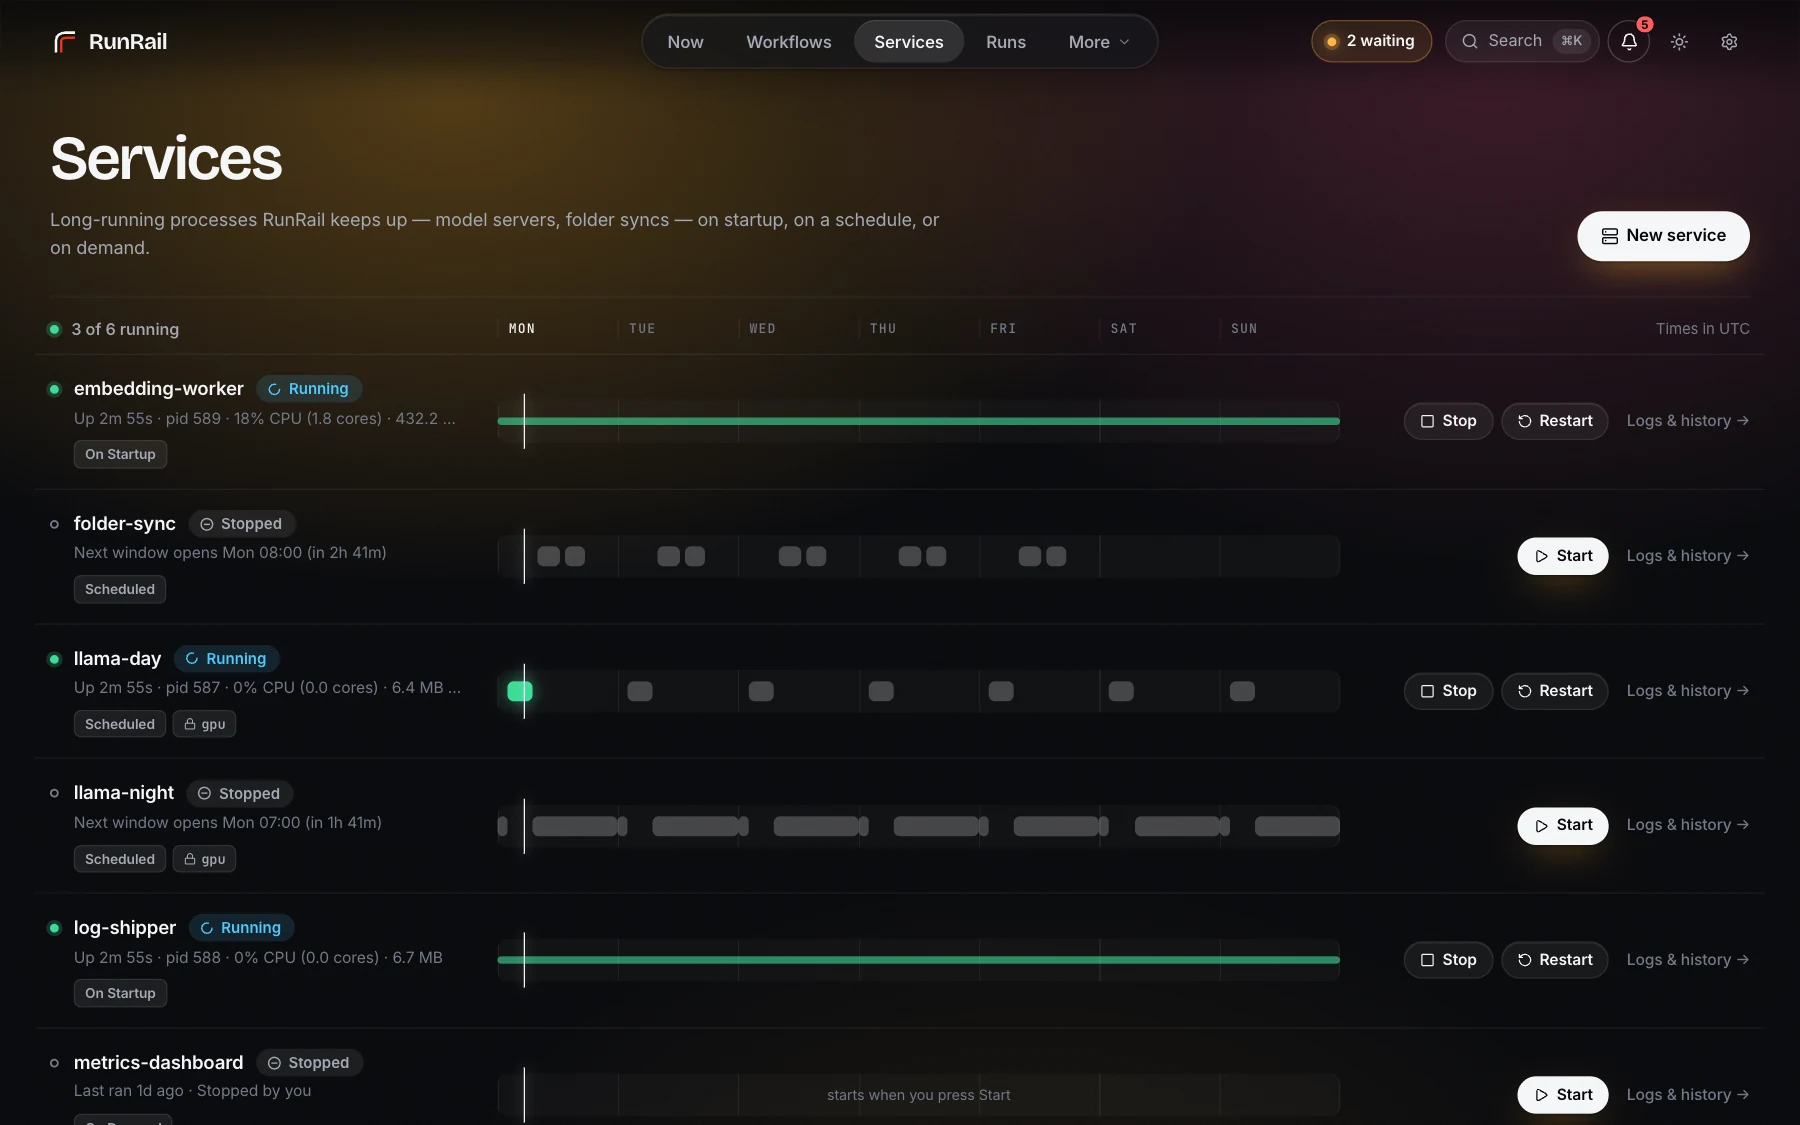 RunRail
Now
Workflows
Services
Runs
More
2 waiting
Search ⌘K
5
Services
Long-running processes RunRail keeps up — model servers, folder syncs — on startup, on a schedule, or
on demand.
New service
3 of 6 running
MON TUE WED THU FRI SAT SUN
Times in UTC
embedding-worker Running
Up 2m 55s · pid 589 · 18% CPU (1.8 cores) · 432.2 ...
On Startup
Stop Restart Logs & history →
folder-sync Stopped
Next window opens Mon 08:00 (in 2h 41m)
Scheduled
Start Logs & history →
llama-day Running
Up 2m 55s · pid 587 · 0% CPU (0.0 cores) · 6.4 MB ...
Scheduled gpu
Stop Restart Logs & history →
llama-night Stopped
Next window opens Mon 07:00 (in 1h 41m)
Scheduled gpu
Start Logs & history →
log-shipper Running
Up 2m 55s · pid 588 · 0% CPU (0.0 cores) · 6.7 MB
On Startup
Stop Restart Logs & history →
metrics-dashboard Stopped
Last ran 1d ago · Stopped by you
starts when you press Start
Start Logs & history →